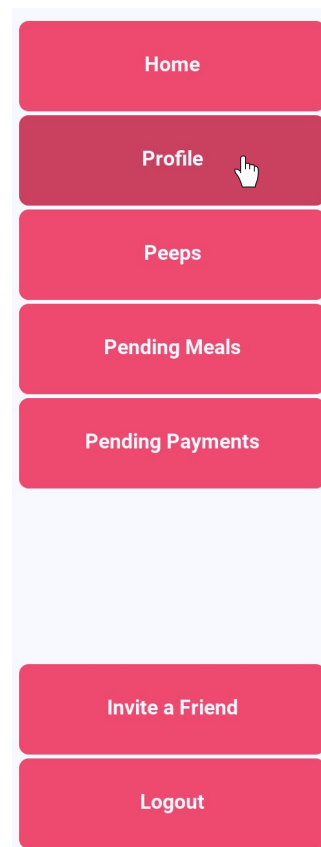 Home
Profile
Peeps
Pending Meals
Pending Payments
Invite a Friend
Logout